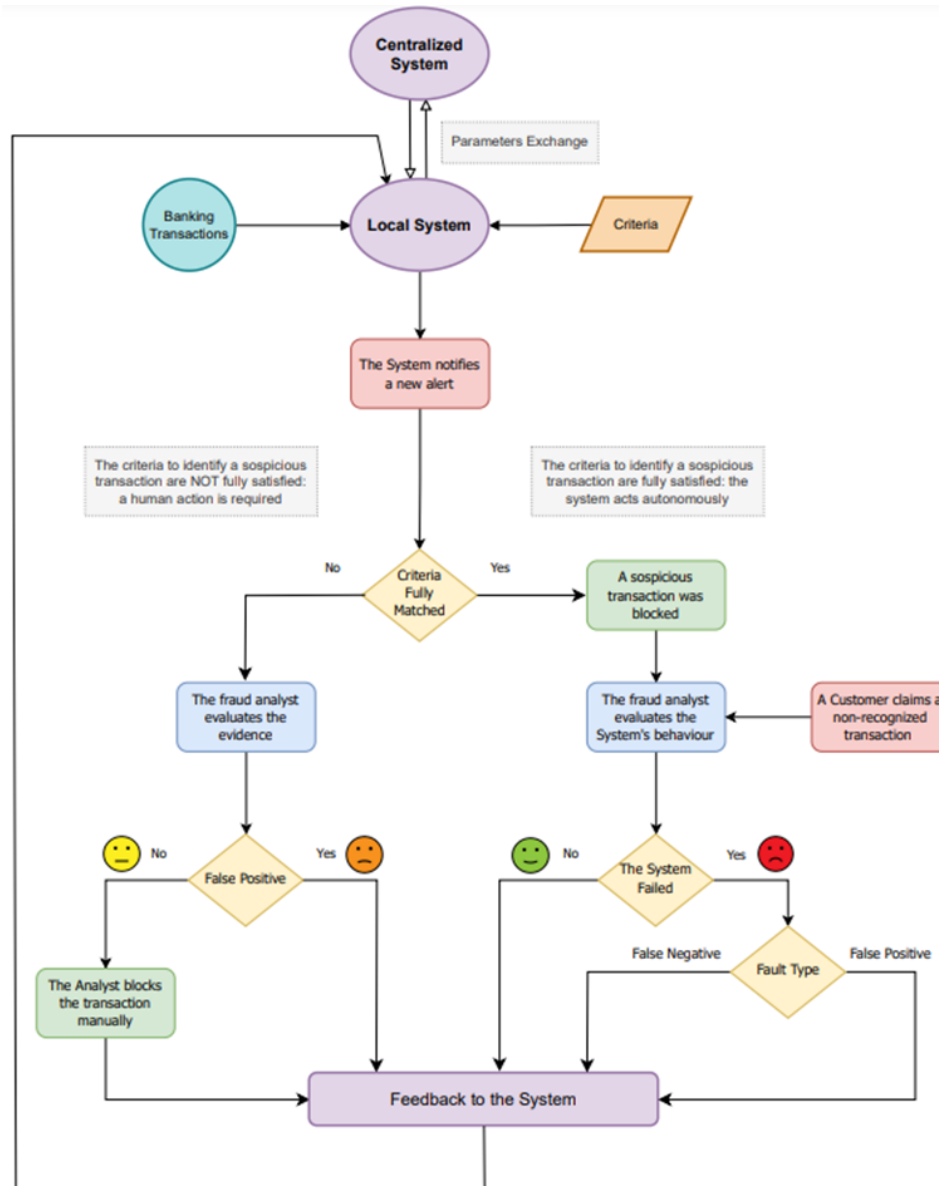 Centralized
System
Parameters Exchange
Banking
Transactions
Local System
Criteria
The System notifies
a new alert
The criteria to identify a sospicious
transaction are NOT fully satisfied:
a human action is required
The criteria to identify a sospicious
transaction are fully satisfied: the
system acts autonomously
No
Criteria
Fully
Matched
Yes
A sospicious
transaction was
blocked
The fraud analyst
evaluates the
evidence
The fraud analyst
evaluates the
System's behaviour
A Customer claims a
non-recognized
transaction
No
Yes
False Positive
No
Yes
The System
Failed
False Negative
False Positive
Fault Type
The Analyst blocks
the transaction
manually
Feedback to the System